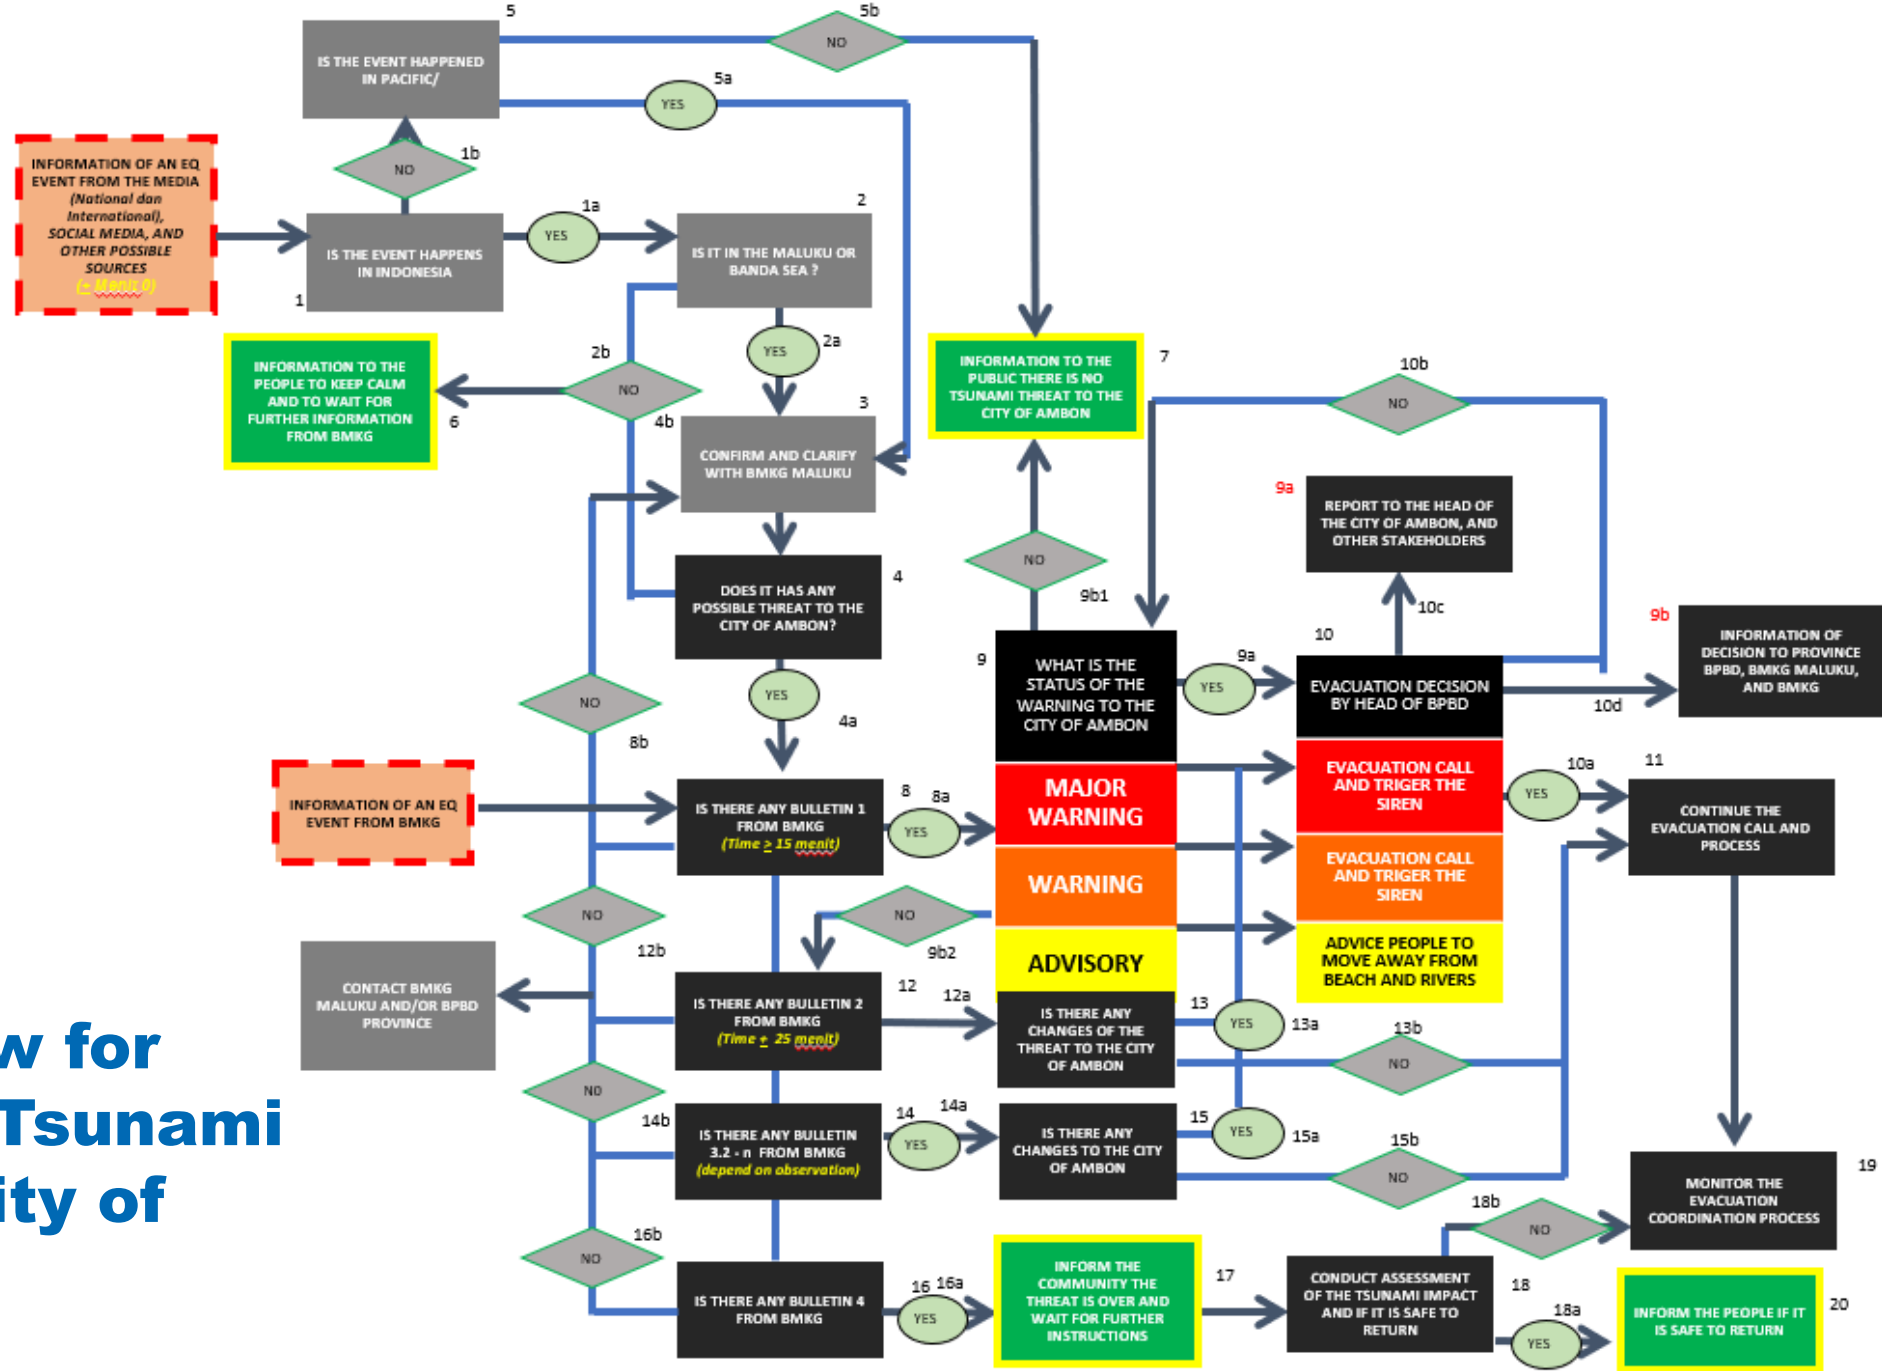 5
5b
NO
IS THE EVENT HAPPENED
IN PACIFIC/
5a
YES
1b
NO
INFORMATION OF AN EQ
EVENT FROM THE MEDIA
(National dan
International),
SOCIAL MEDIA, AND
OTHER POSSIBLE
SOURCES
(+ Menit 0)
1a
YES
2
IS THE EVENT HAPPENS
IN INDONESIA
1
IS IT IN THE MALUKU OR
BANDA SEA ?
YES
2a
2b
NO
INFORMATION TO THE
PEOPLE TO KEEP CALM
AND TO WAIT FOR
FURTHER INFORMATION
FROM BMKG
6
INFORMATION TO THE
PUBLIC THERE IS NO
TSUNAMI THREAT TO THE
CITY OF AMBON
7
10b
NO
3
4b
CONFIRM AND CLARIFY
WITH BMKG MALUKU
9a
REPORT TO THE HEAD OF
THE CITY OF AMBON, AND
OTHER STAKEHOLDERS
NO
9b1
4
DOES IT HAS ANY
POSSIBLE THREAT TO THE
CITY OF AMBON?
10c
9b
INFORMATION OF
DECISION TO PROVINCE
BPBD, BMKG MALUKU,
AND BMKG
10
9
WHAT IS THE
STATUS OF THE
WARNING TO THE
CITY OF AMBON
9a
YES
EVACUATION DECISION
BY HEAD OF BPBD
10d
YES
4a
NO
8b
INFORMATION OF AN EQ
EVENT FROM BMKG
IS THERE ANY BULLETIN 1
FROM BMKG
(Time ≥ 15 menit)
8
8a
YES
MAJOR
WARNING
EVACUATION CALL
AND TRIGER THE
SIREN
10a
YES
11
CONTINUE THE
EVACUATION CALL AND
PROCESS
WARNING
EVACUATION CALL
AND TRIGER THE
SIREN
NO
12b
NO
9b2
ADVISORY
ADVICE PEOPLE TO
MOVE AWAY FROM
BEACH AND RIVERS
CONTACT BMKG
MALUKU AND/OR BPBD
PROVINCE
IS THERE ANY BULLETIN 2
FROM BMKG
(Time + 25 menit)
12
12a
IS THERE ANY
CHANGES OF THE
THREAT TO THE CITY
OF AMBON
13
YES
13a
13b
NO
w for
Tsunami
ity of
N0
14b
IS THERE ANY BULLETIN
3.2 - n FROM BMKG
(depend on observation)
14
14a
YES
IS THERE ANY
CHANGES TO THE CITY
OF AMBON
15
YES
15a
15b
NO
MONITOR THE
EVACUATION
COORDINATION PROCESS
19
16b
NO
IS THERE ANY BULLETIN 4
FROM BMKG
16
16a
YES
INFORM THE
COMMUNITY THE
THREAT IS OVER AND
WAIT FOR FURTHER
INSTRUCTIONS
17
CONDUCT ASSESSMENT
OF THE TSUNAMI IMPACT
AND IF IT IS SAFE TO
RETURN
18b
NO
18
18a
YES
INFORM THE PEOPLE IF IT
IS SAFE TO RETURN
20